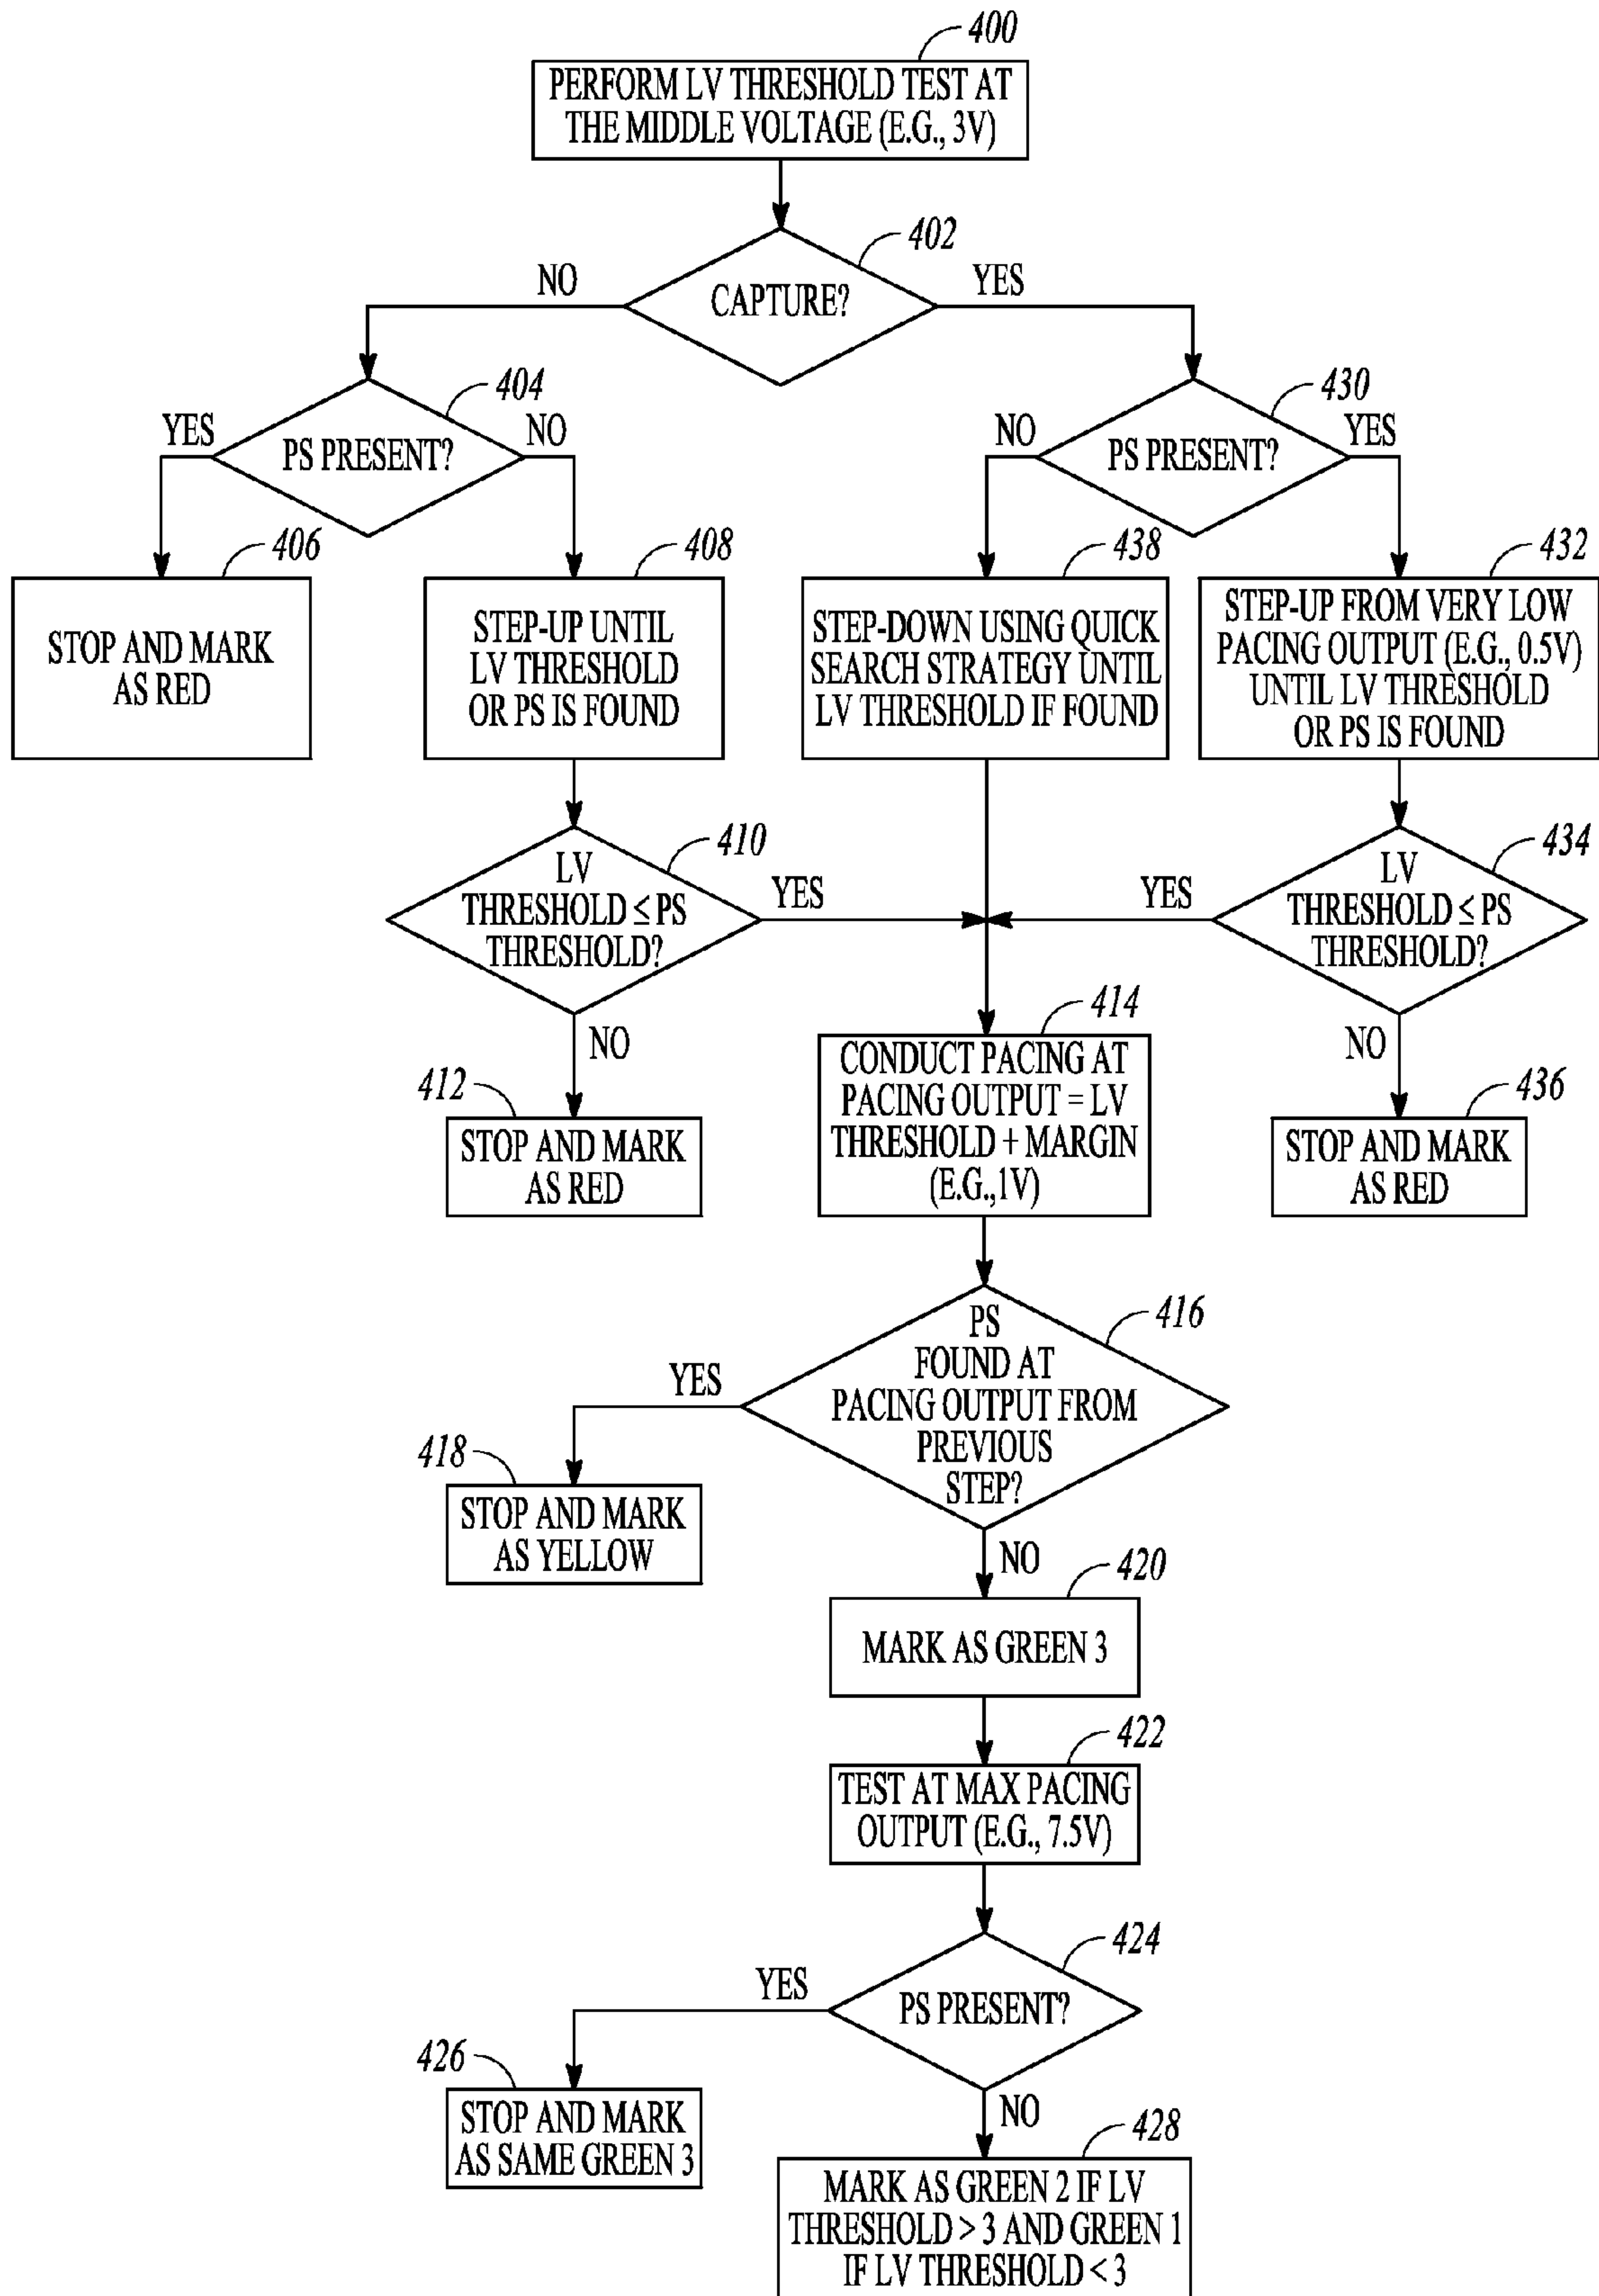 400
PERFORM LV THRESHOLD TEST AT
THE MIDDLE VOLTAGE (E.G., 3V)
402
NO
YES
CAPTURE?
404
430
YES
NO
NO
YES
PS PRESENT?
PS PRESENT?
406
408
438
432
STOP AND MARK
AS RED
STEP-UP UNTIL
LV THRESHOLD
OR PS IS FOUND
STEP-DOWN USING QUICK
SEARCH STRATEGY UNTIL
LV THRESHOLD IF FOUND
STEP-UP FROM VERY LOW
PACING OUTPUT (E.G., 0.5V)
UNTIL LV THRESHOLD
OR PS IS FOUND
410
434
LV
THRESHOLD ≤ PS
THRESHOLD?
YES
YES
LV
THRESHOLD ≤ PS
THRESHOLD?
NO
NO
412
STOP AND MARK
AS RED
414
CONDUCT PACING AT
PACING OUTPUT = LV
THRESHOLD + MARGIN
(E.G.,1V)
436
STOP AND MARK
AS RED
416
PS
FOUND AT
PACING OUTPUT FROM
PREVIOUS
STEP?
YES
418
STOP AND MARK
AS YELLOW
NO
420
MARK AS GREEN 3
422
TEST AT MAX PACING
OUTPUT (E.G., 7.5V)
424
YES
PS PRESENT?
426
STOP AND MARK
AS SAME GREEN 3
NO
428
MARK AS GREEN 2 IF LV
THRESHOLD > 3 AND GREEN 1
IF LV THRESHOLD < 3